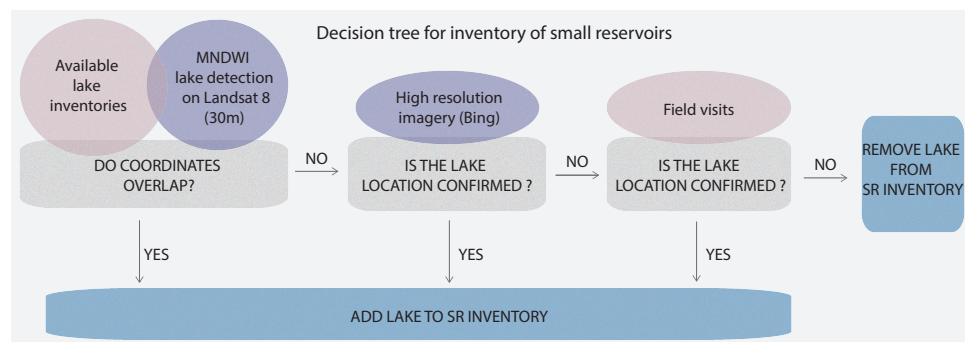 Decision tree for inventory of small reservoirs
Available
lake
inventories
MNDWI
lake detection
on Landsat 8
(30m)
High resolution
imagery (Bing)
Field visits
DO COORDINATES
OVERLAP?
NO
IS THE LAKE
LOCATION CONFIRMED ?
NO
IS THE LAKE
LOCATION CONFIRMED ?
NO
REMOVE LAKE
FROM
SR INVENTORY
YES
YES
YES
ADD LAKE TO SR INVENTORY